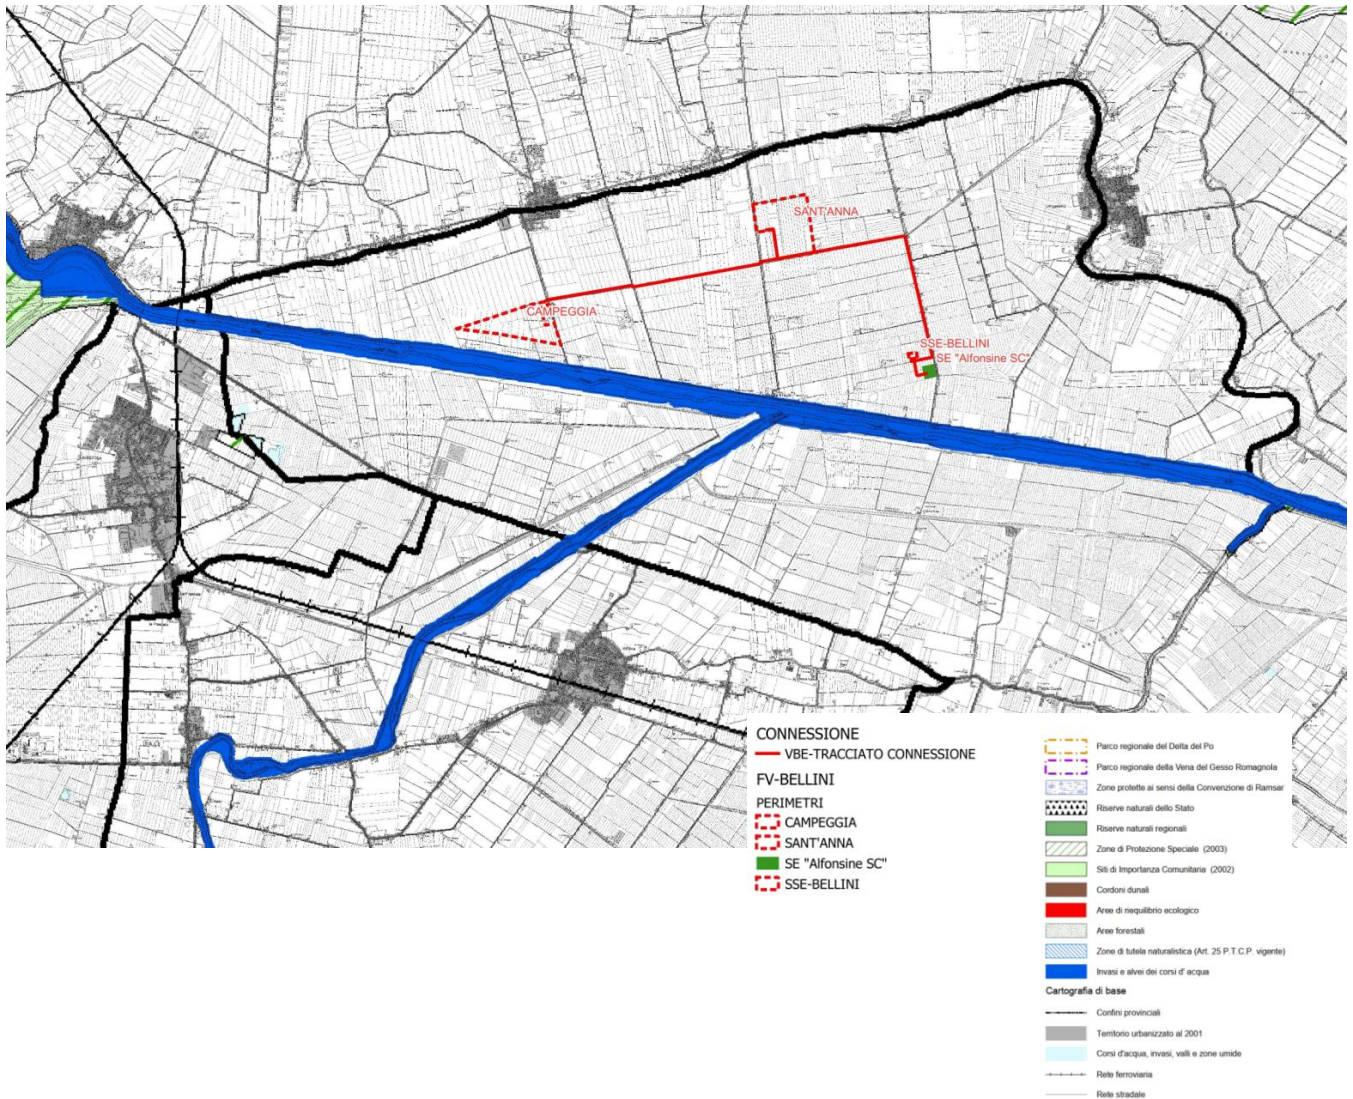 SANT'ANNA
CAMPEGGIA
SSE-BELLINI
SE "Alfonsine SC"
CONNESSIONE
VBE-TRACCIATO CONNESSIONE
FV-BELLINI
PERIMETRI
CAMPEGGIA
SANT'ANNA
SE "Alfonsine SC"
SSE-BELLINI
Parco regionale del Delta del Po
Parco regionale della Vena del Gesso Romagnola
Zone protette ai sensi della Convenzione di Ramsar
Riserve naturali dello Stato
Riserve naturali regionali
Zone di Protezione Speciale (2003)
Siti di Importanza Comunitaria (2002)
Cordoni dunali
Aree di riequilibrio ecologico
Aree forestali
Zone di tutela naturalistica (Art. 25 P.T.C.P. vigente)
Invasi e alvei dei corsi d' acqua
Cartografia di base
Confini provinciali
Territorio urbanizzato al 2001
Corsi d'acqua, invasi, valli e zone umide
Rete ferroviaria
Rete stradale